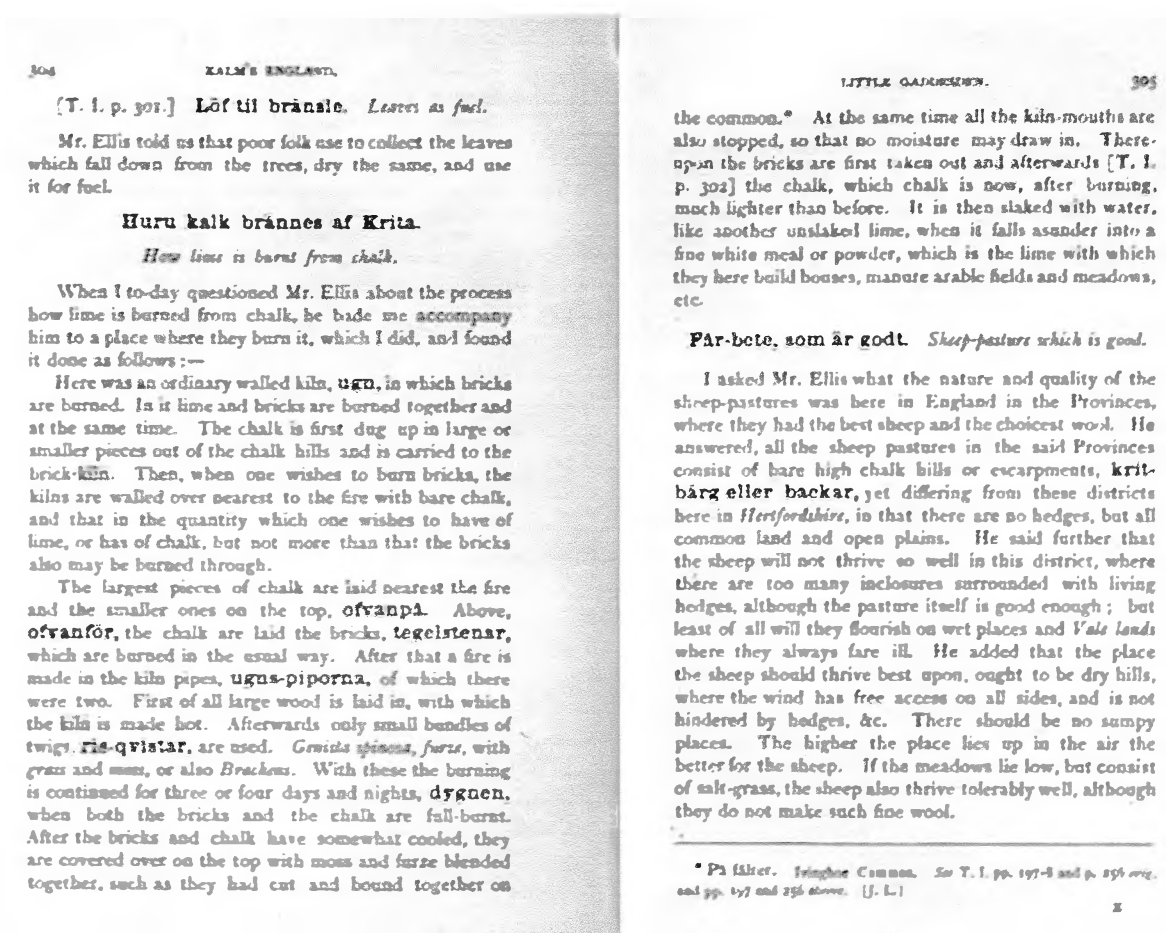 304 KALM'S ENGLAND.
[T. I. p. 301.] Löf til bränsle. Leaves as fuel.
Mr. Ellis told us that poor folk use to collect the leaves
which fall down from the trees, dry the same, and use
it for fuel.
Huru kalk brännes af Krita.
How lime is burnt from chalk.
When I to-day questioned Mr. Ellis about the process
how lime is burned from chalk, he bade me accompany
him to a place where they burn it, which I did, and found
it done as follows :—
Here was an ordinary walled kiln, ugn, in which bricks
are burned. In it lime and bricks are burned together and
at the same time. The chalk is first dug up in large or
smaller pieces out of the chalk hills and is carried to the
brick-kiln. Then, when one wishes to burn bricks, the
kilns are walled over nearest to the fire with bare chalk,
and that in the quantity which one wishes to have of
lime, or has of chalk, but not more than that the bricks
also may be burned through.
The largest pieces of chalk are laid nearest the fire
and the smaller ones on the top, ofvanpå. Above,
ofvanför, the chalk are laid the bricks, tegelstenar,
which are burned in the usual way. After that a fire is
made in the kiln pipes, ugns-piporna, of which there
were two. First of all large wood is laid in, with which
the kiln is made hot. Afterwards only small bundles of
twigs, ris-qvistar, are used. Genista spinosa, furze, with
grass and moss, or also Brackens. With these the burning
is continued for three or four days and nights, dygnen,
when both the bricks and the chalk are full-burnt.
After the bricks and chalk have somewhat cooled, they
are covered over on the top with moss and furze blended
together, such as they had cut and bound together on
LITTLE GADDESDEN. 305
the common.* At the same time all the kiln-mouths are
also stopped, so that no moisture may draw in. There-
upon the bricks are first taken out and afterwards [T. I.
p. 302] the chalk, which chalk is now, after burning,
much lighter than before. It is then slaked with water,
like another unslaked lime, when it falls asunder into a
fine white meal or powder, which is the lime with which
they here build houses, manure arable fields and meadows,
etc.
Får-bete, som är godt. Sheep-pasture which is good.
I asked Mr. Ellis what the nature and quality of the
sheep-pastures was here in England in the Provinces,
where they had the best sheep and the choicest wool. He
answered, all the sheep pastures in the said Provinces
consist of bare high chalk hills or escarpments, krit-
bärg eller backar, yet differing from these districts
here in Hertfordshire, in that there are no hedges, but all
common land and open plains. He said further that
the sheep will not thrive so well in this district, where
there are too many inclosures surrounded with living
hedges, although the pasture itself is good enough ; but
least of all will they flourish on wet places and Vale lands
where they always fare ill. He added that the place
the sheep should thrive best upon, ought to be dry hills,
where the wind has free access on all sides, and is not
hindered by hedges, &c. There should be no sumpy
places. The higher the place lies up in the air the
better for the sheep. If the meadows lie low, but consist
of salt-grass, the sheep also thrive tolerably well, although
they do not make such fine wool.
* På fältet. Ivinghoe Common. See T. I. pp. 197-8 and p. 256 orig.
and pp. 197 and 256 above. [J. L.]
X